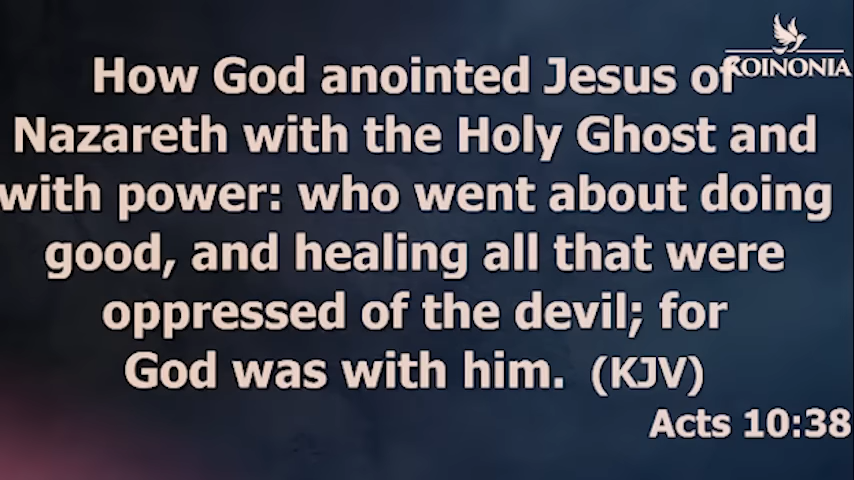 KOINONIA
How God anointed Jesus of
Nazareth with the Holy Ghost and
with power: who went about doing
good, and healing all that were
oppressed of the devil; for
God was with him. (KJV)
Acts 10:38